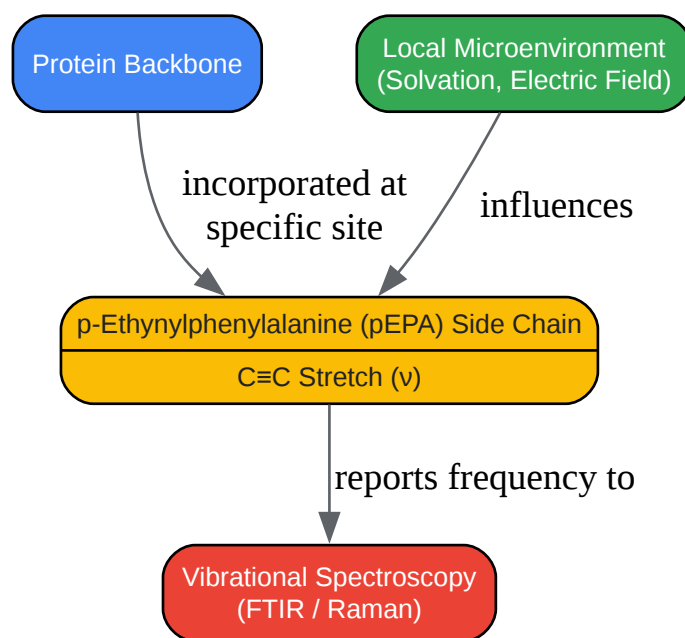 Protein Backbone
Local Microenvironment
(Solvation, Electric Field)
incorporated at
specific site
influences
p-Ethynylphenylalanine (pEPA) Side Chain
C≡C Stretch (ν)
reports frequency to
Vibrational Spectroscopy
(FTIR / Raman)